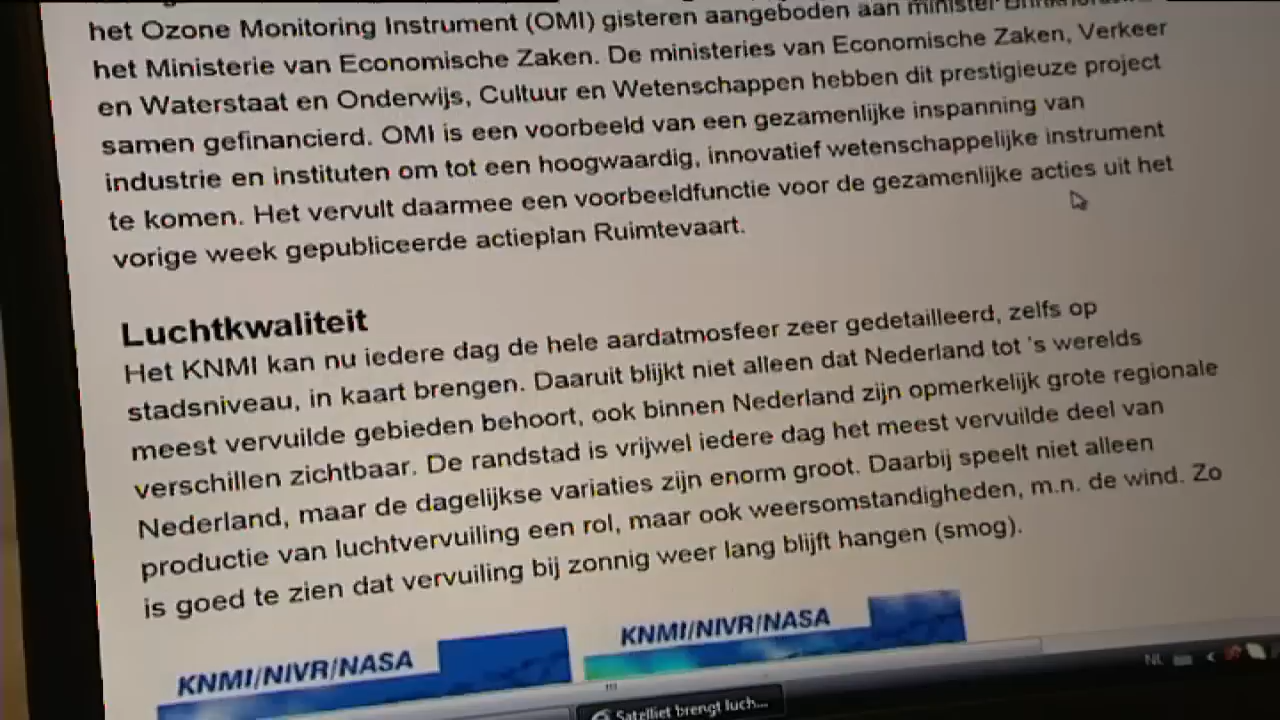 het Ozone Monitoring Instrument (OMI) gisteren aangeboden aan minister
het Ministerie van Economische Zaken. De ministeries van Economische Zaken, Verkeer
en Waterstaat en Onderwijs, Cultuur en Wetenschappen hebben dit prestigieuze project
samen gefinancierd. OMI is een voorbeeld van een gezamenlijke inspanning van
industrie en instituten om tot een hoogwaardig, innovatief wetenschappelijke instrument
te komen. Het vervult daarmee een voorbeeldfunctie voor de gezamenlijke acties uit het
vorige week gepubliceerde actieplan Ruimtevaart.
Luchtkwaliteit
Het KNMI kan nu iedere dag de hele aardatmosfeer zeer gedetailleerd, zelfs op
stadsniveau, in kaart brengen. Daaruit blijkt niet alleen dat Nederland tot 's werelds
meest vervuilde gebieden behoort, ook binnen Nederland zijn opmerkelijk grote regionale
verschillen zichtbaar. De randstad is vrijwel iedere dag het meest vervuilde deel van
Nederland, maar de dagelijkse variaties zijn enorm groot. Daarbij speelt niet alleen
productie van luchtvervuiling een rol, maar ook weersomstandigheden, m.n. de wind. Zo
is goed te zien dat vervuiling bij zonnig weer lang blijft hangen (smog).
KNMI/NIVR/NASA
KNMI/NIVR/NASA
NL
Satelliet brengt luch...